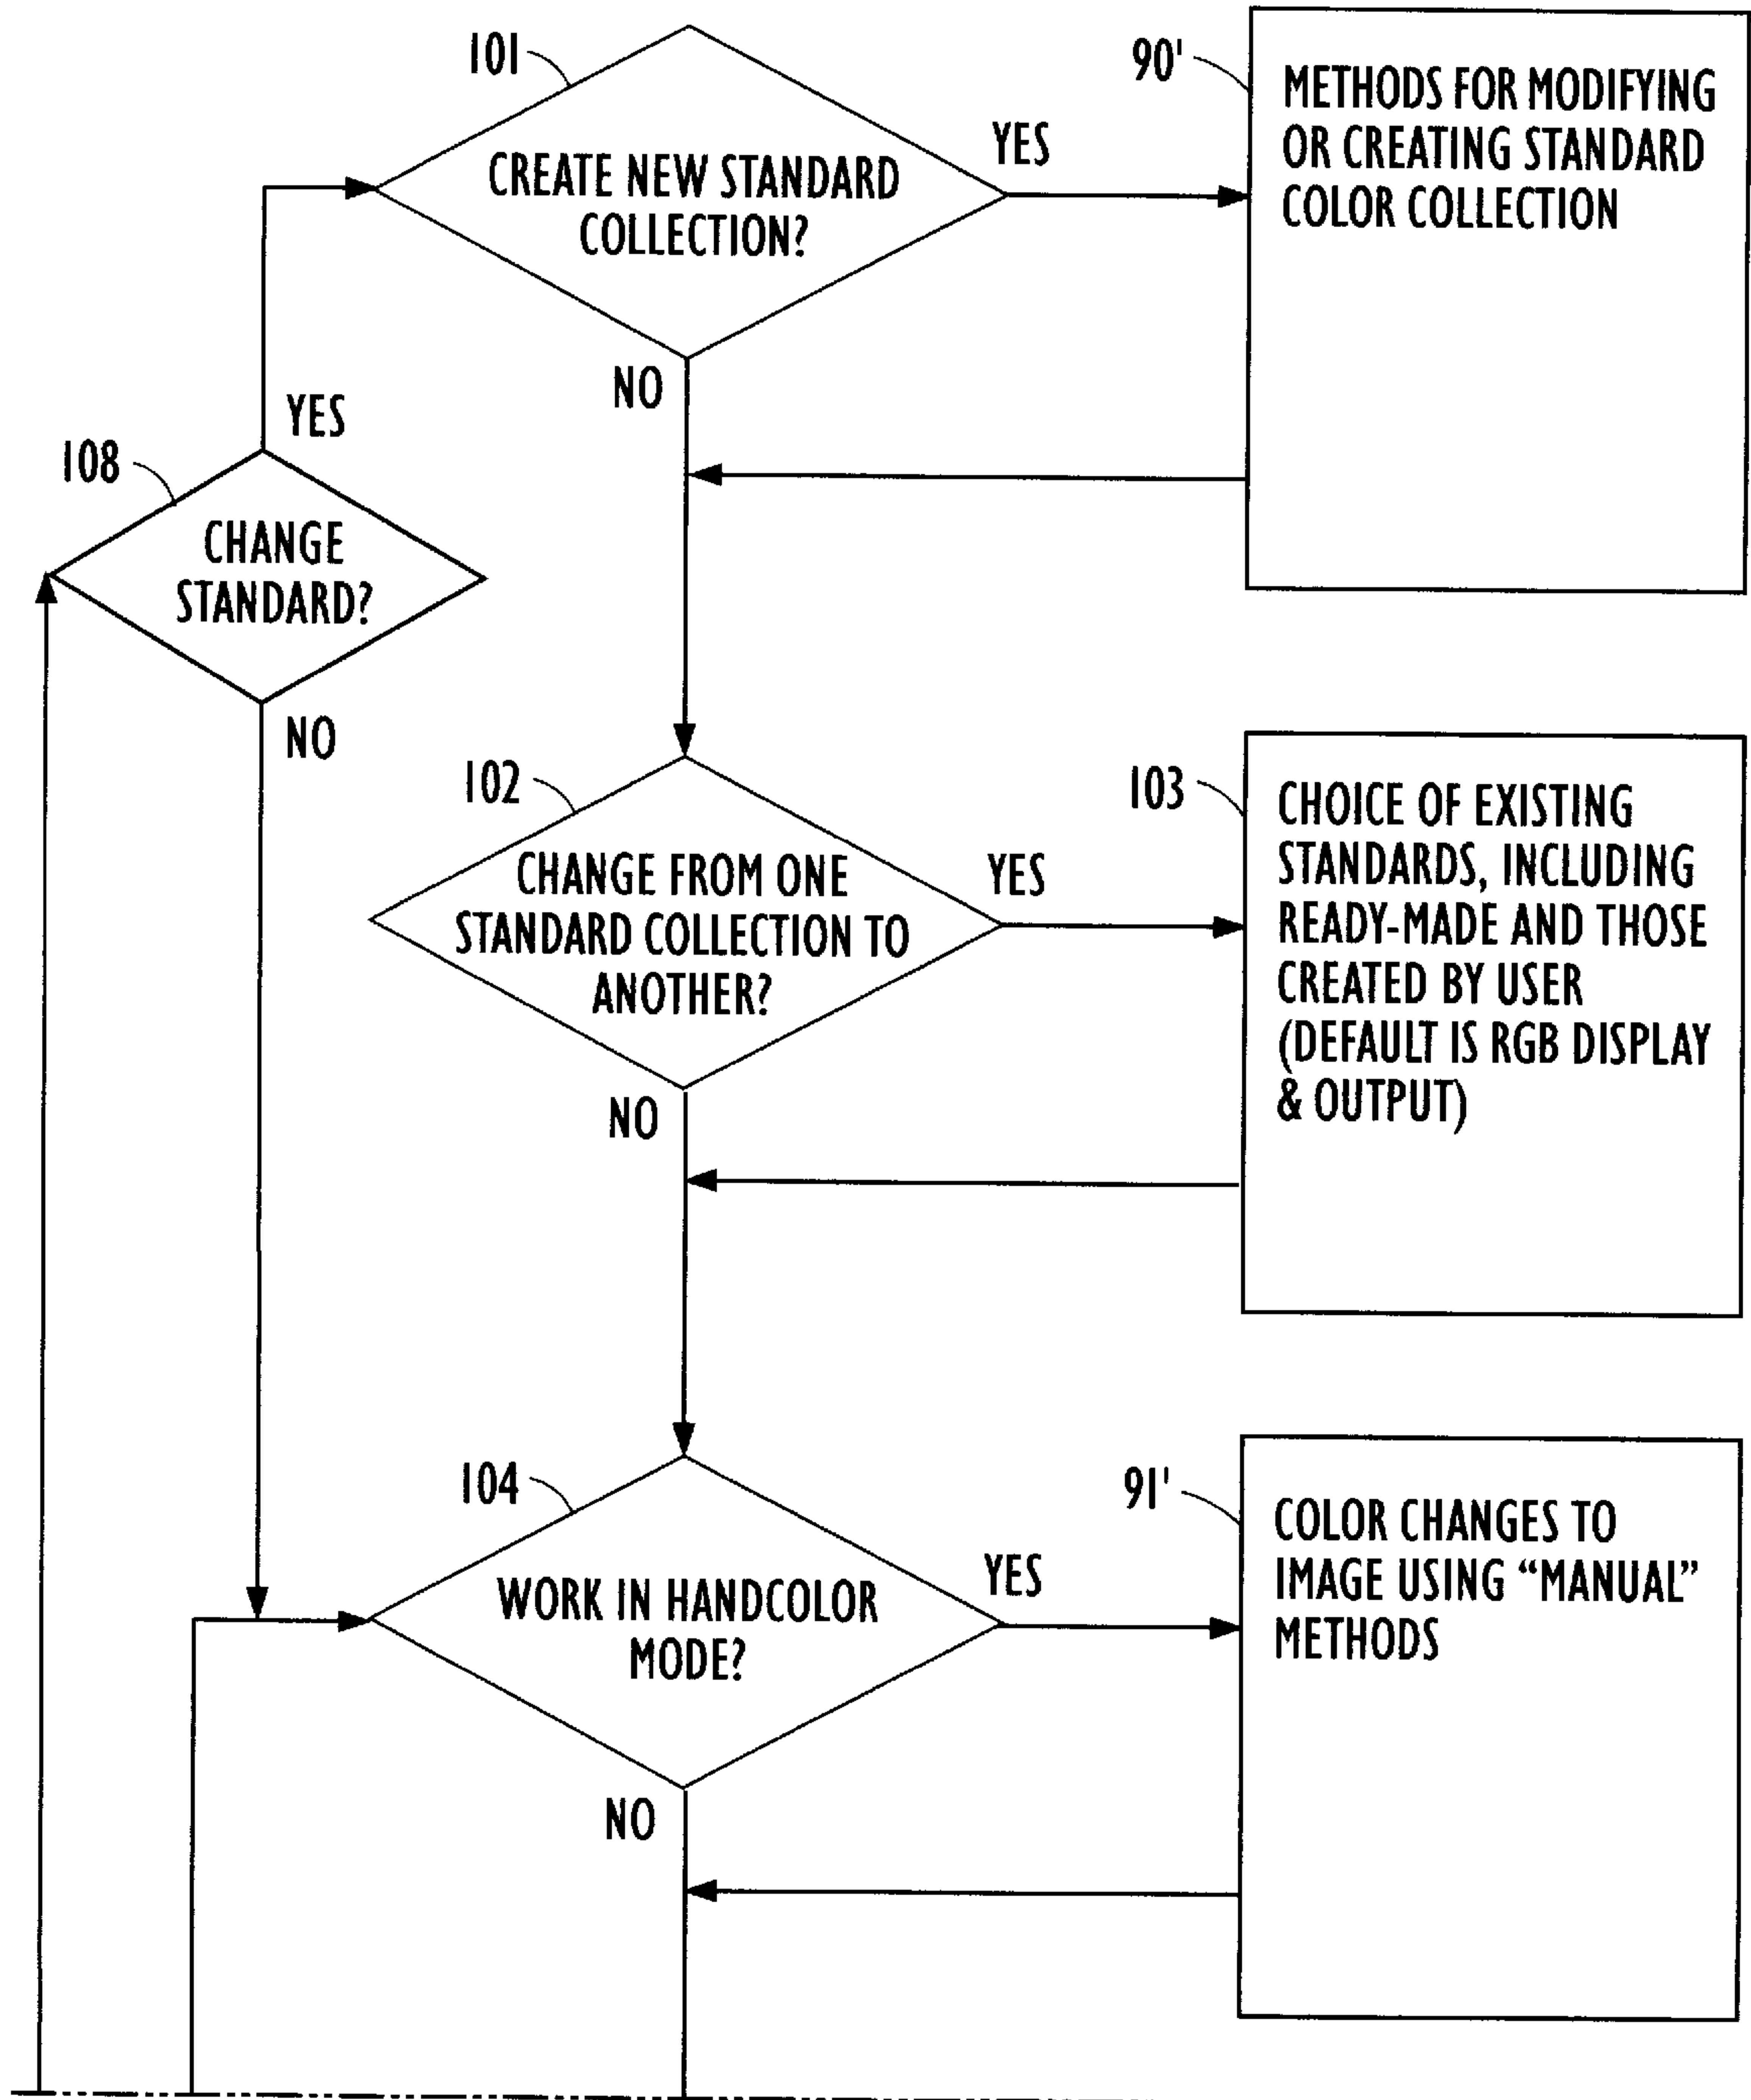 101
CREATE NEW STANDARD
COLLECTION?
YES
NO
90'
METHODS FOR MODIFYING
OR CREATING STANDARD
COLOR COLLECTION
108
YES
CHANGE
STANDARD?
NO
102
CHANGE FROM ONE
STANDARD COLLECTION TO
ANOTHER?
YES
NO
103
CHOICE OF EXISTING
STANDARDS, INCLUDING
READY-MADE AND THOSE
CREATED BY USER
(DEFAULT IS RGB DISPLAY
& OUTPUT)
104
WORK IN HANDCOLOR
MODE?
YES
NO
91'
COLOR CHANGES TO
IMAGE USING “MANUAL”
METHODS